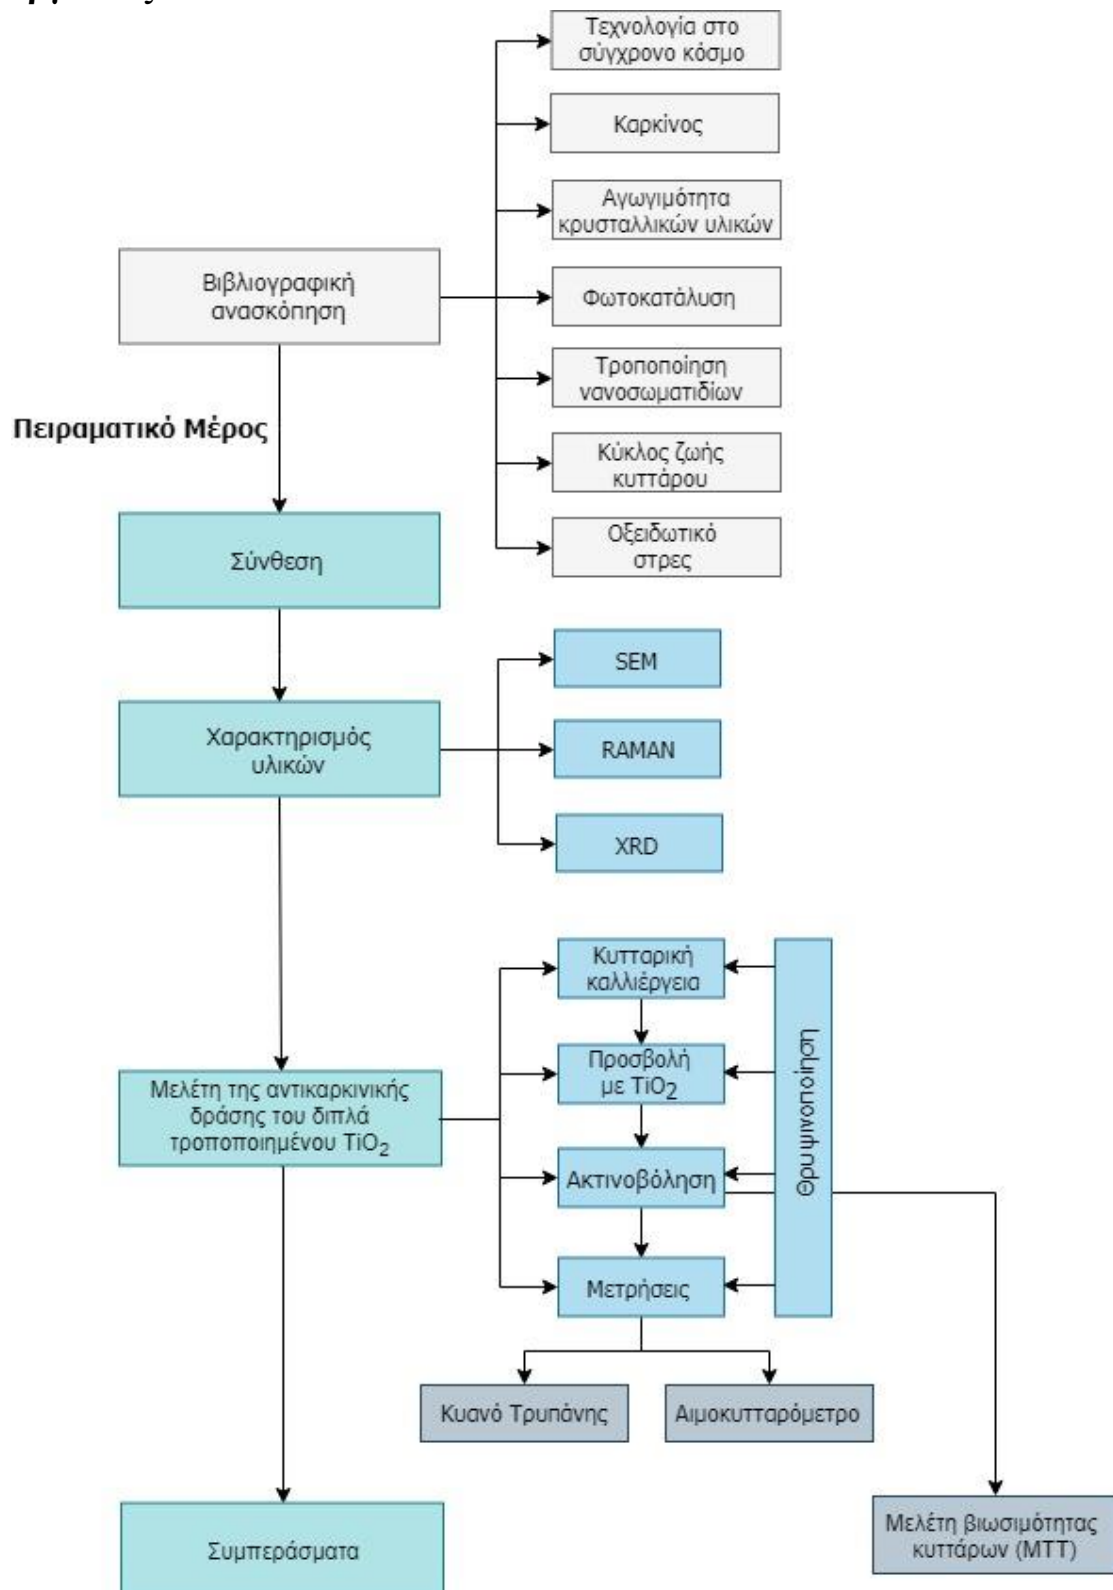 Τεχνολογία στο
σύγχρονο κόσμο
Καρκίνος
Αγωγιμότητα
κρυσταλλικών υλικών
Βιβλιογραφική
ανασκόπηση
Φωτοκατάλυση
Τροποποίηση
νανοσωματιδίων
Πειραματικό Μέρος
Κύκλος ζωής
κυττάρου
Οξειδωτικό
στρες
Σύνθεση
SEM
Χαρακτηρισμός
υλικών
RAMAN
XRD
Κυτταρική
καλλιέργεια
Προσβολή
με TiO₂
Θρυψινοποίηση
Μελέτη της αντικαρκινικής
δράσης του διπλά
τροποποιημένου TiO₂
Ακτινοβόληση
Μετρήσεις
Κυανό Τρυπάνης
Αιμοκυτταρόμετρο
Μελέτη βιωσιμότητας
κυττάρων (MTT)
Συμπεράσματα